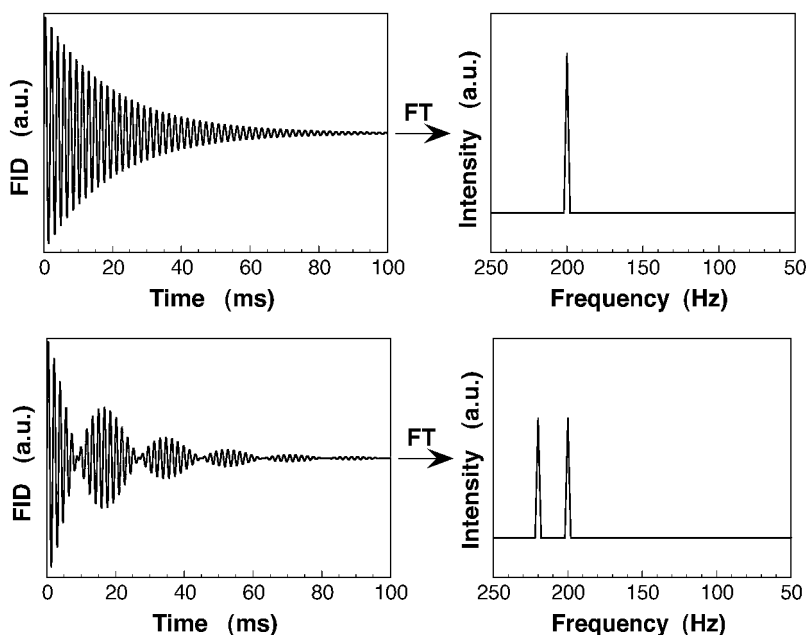 FID (a.u.)
0 20 40 60 80 100
Time (ms)
FT
Intensity (a.u.)
250 200 150 100 50
Frequency (Hz)
FID (a.u.)
0 20 40 60 80 100
Time (ms)
FT
Intensity (a.u.)
250 200 150 100 50
Frequency (Hz)